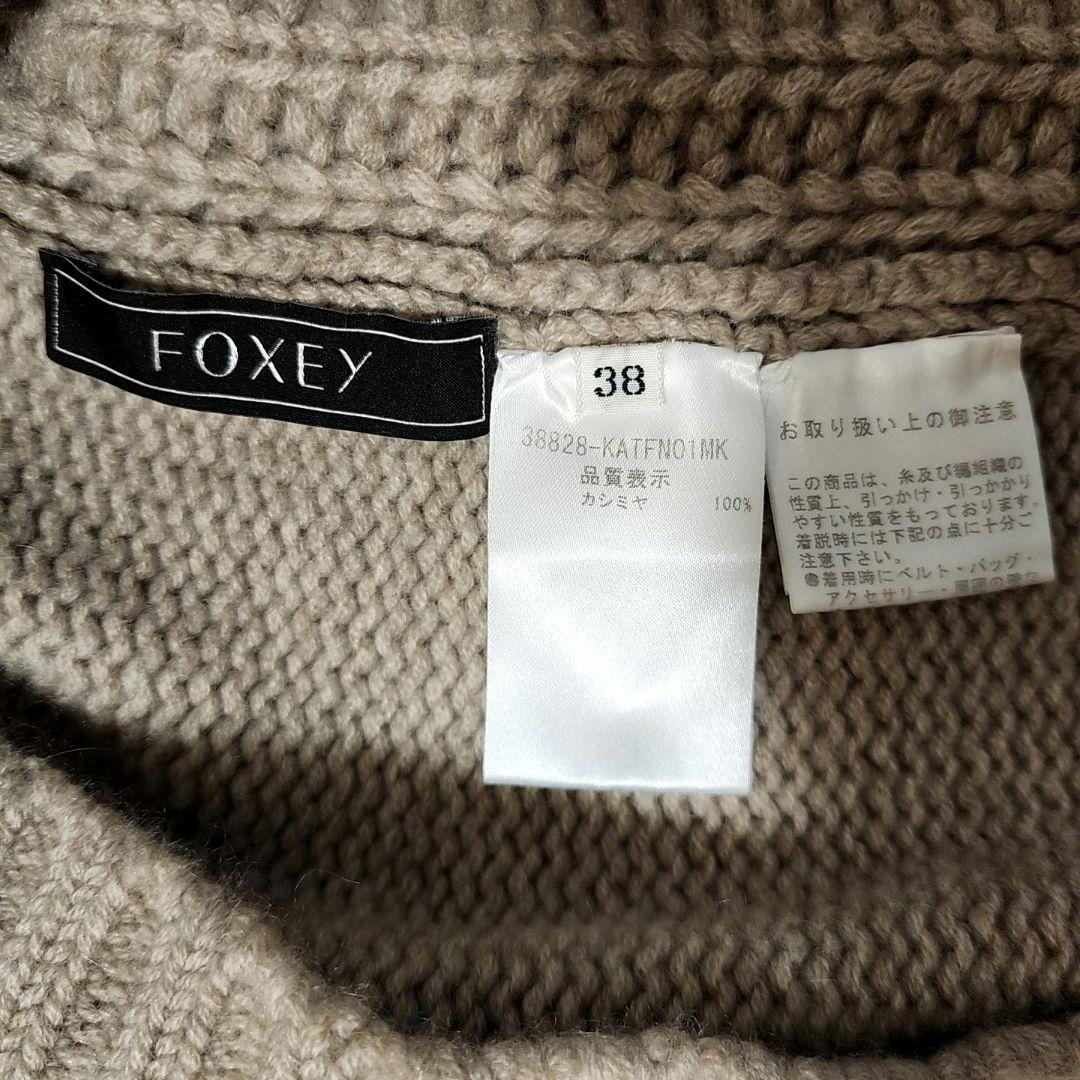 FOXEY
38
38828-KATFN01MK
品質表示
カシミヤ 100%
お取り扱い上の御注意
この商品は、糸及び編組織の
性質上、引っかけ・引っかかり
やすい性質をもっております。
着脱時には下記の点に十分ご
注意下さい。
●着用時にベルト・バッグ・
アクセサリー・周囲の